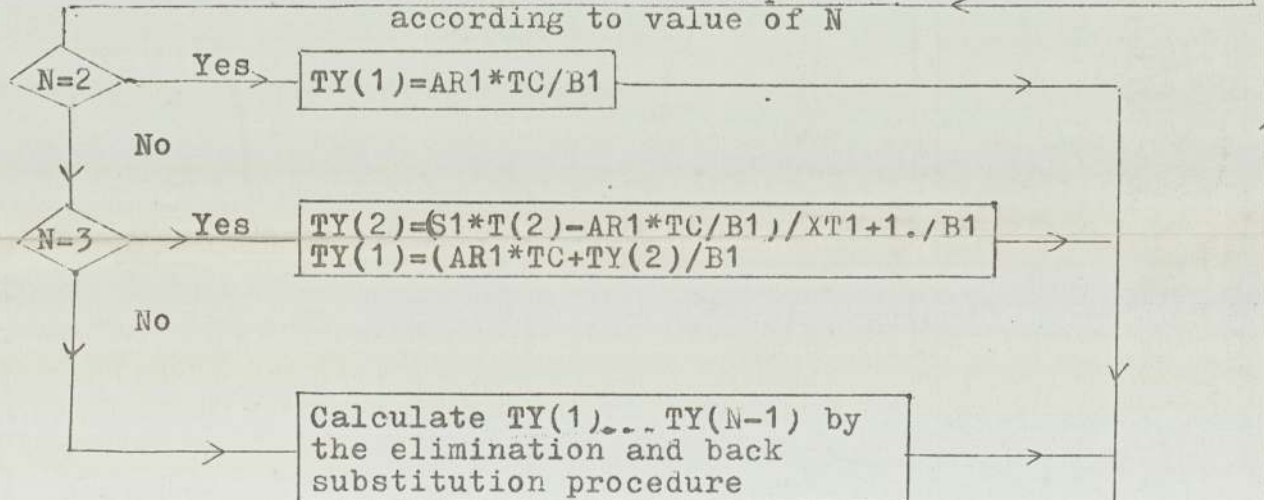 according to value of N
N=2
Yes
TY(1)=AR1*TC/B1
No
N=3
Yes
TY(2)=(S1*T(2)-AR1*TC/B1)/XT1+1./B1
TY(1)=(AR1*TC+TY(2)/B1
No
Calculate TY(1)... TY(N-1) by
the elimination and back
substitution procedure